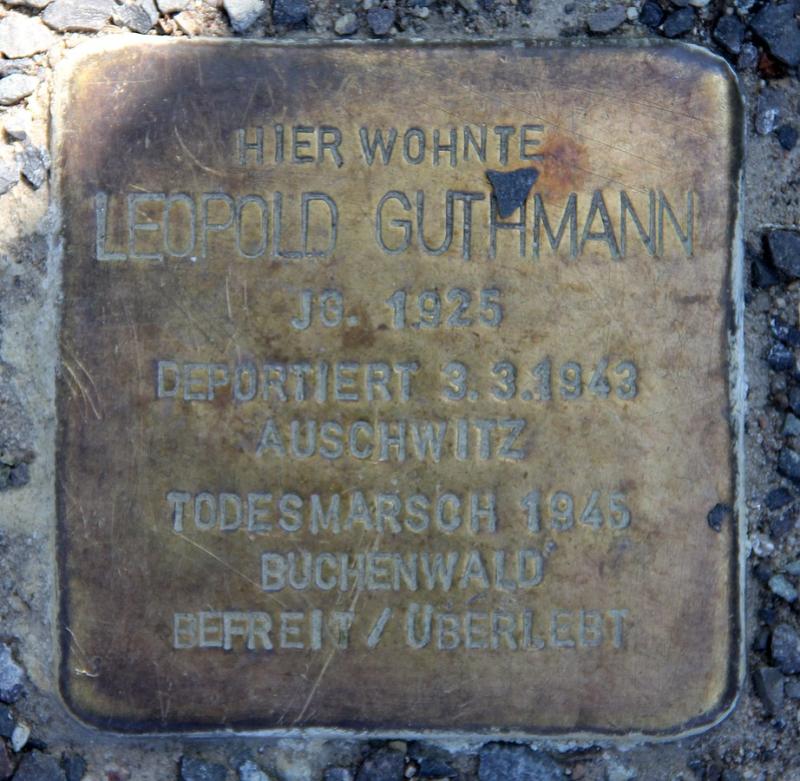 HIER WOHNTE
LEOPOLD GUTHMANN
JG. 1925
DEPORTIERT 3.3.1943
AUSCHWITZ
TODESMARSCH 1945
BUCHENWALD
BEFREIT / ÜBERLEBT